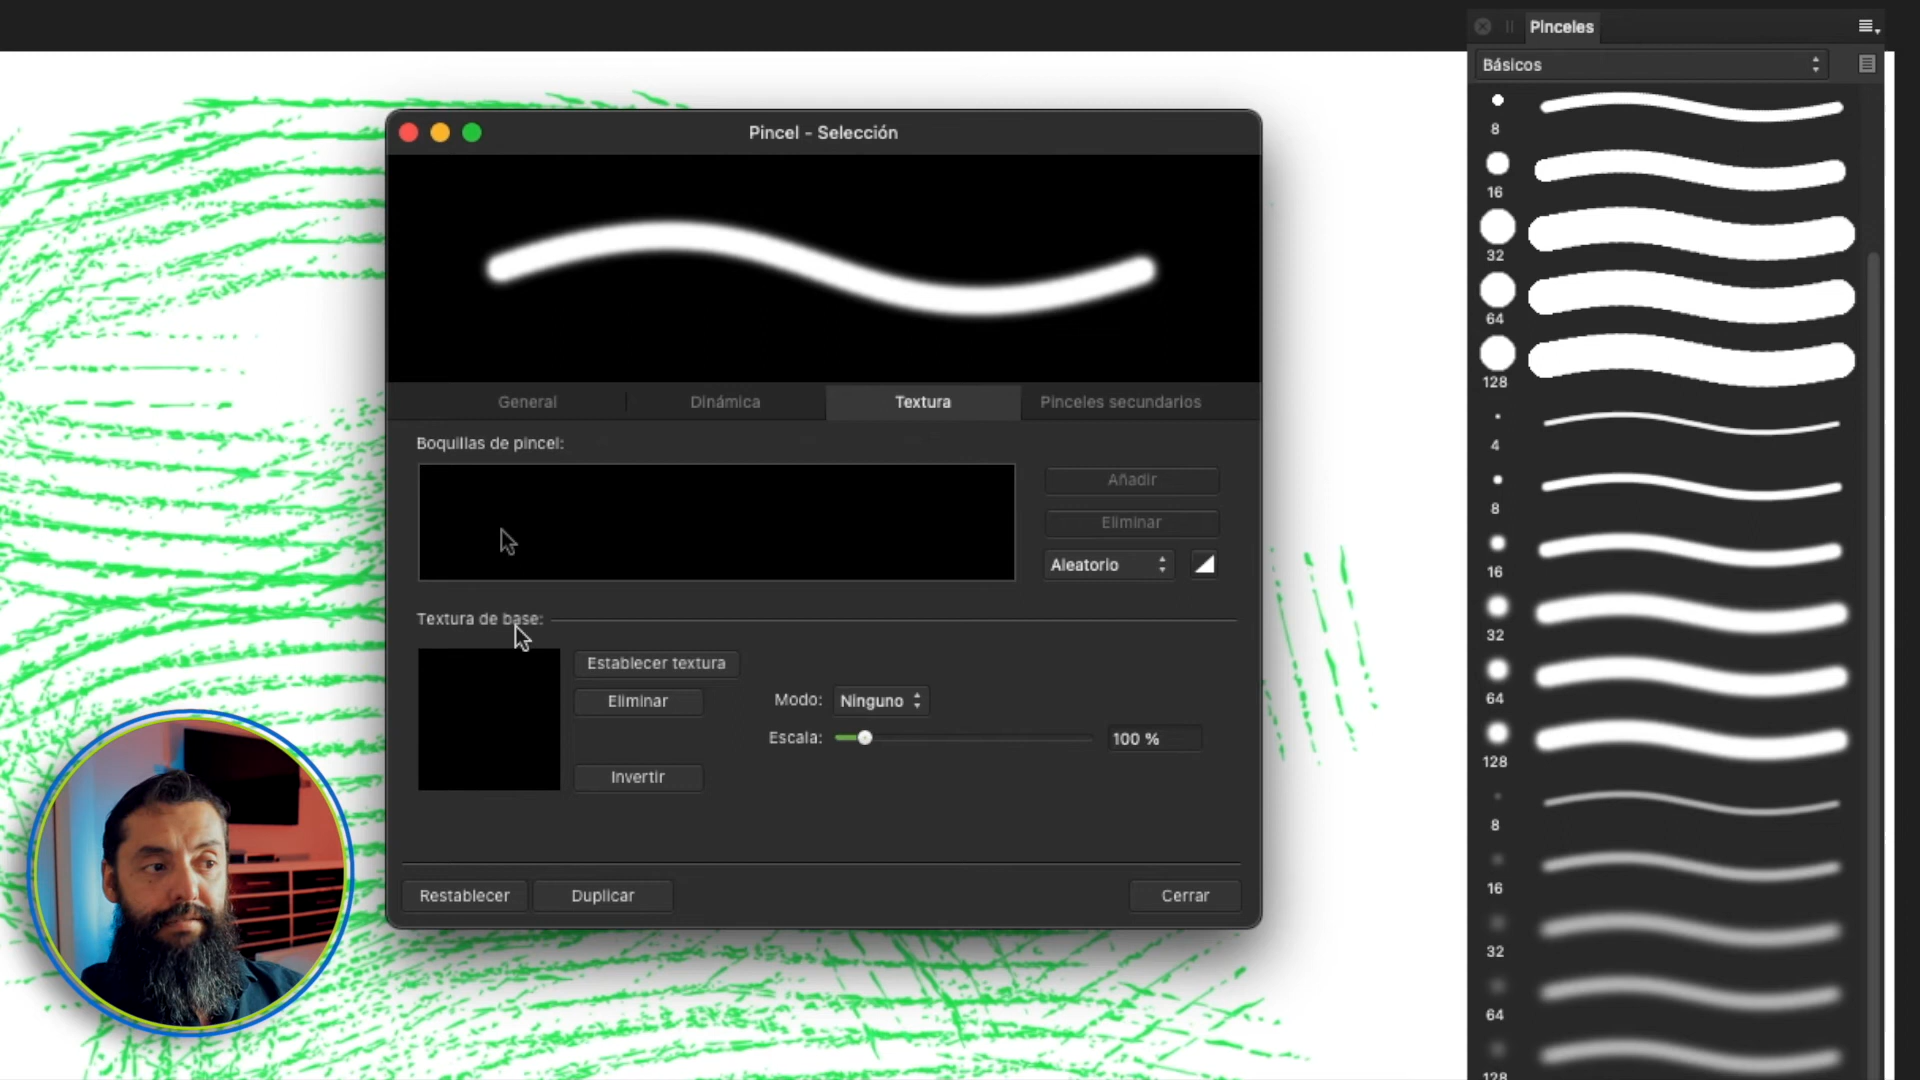 Pinceles
Básicos
8
16
32
64
128
4
8
16
32
64
128
8
16
32
64
128
Pincel - Selección
General
Dinámica
Textura
Pinceles secundarios
Boquillas de pincel:
Añadir
Eliminar
Aleatorio
Textura de base:
Establecer textura
Eliminar
Modo: Ninguno
Escala: 100 %
Invertir
Restablecer
Duplicar
Cerrar